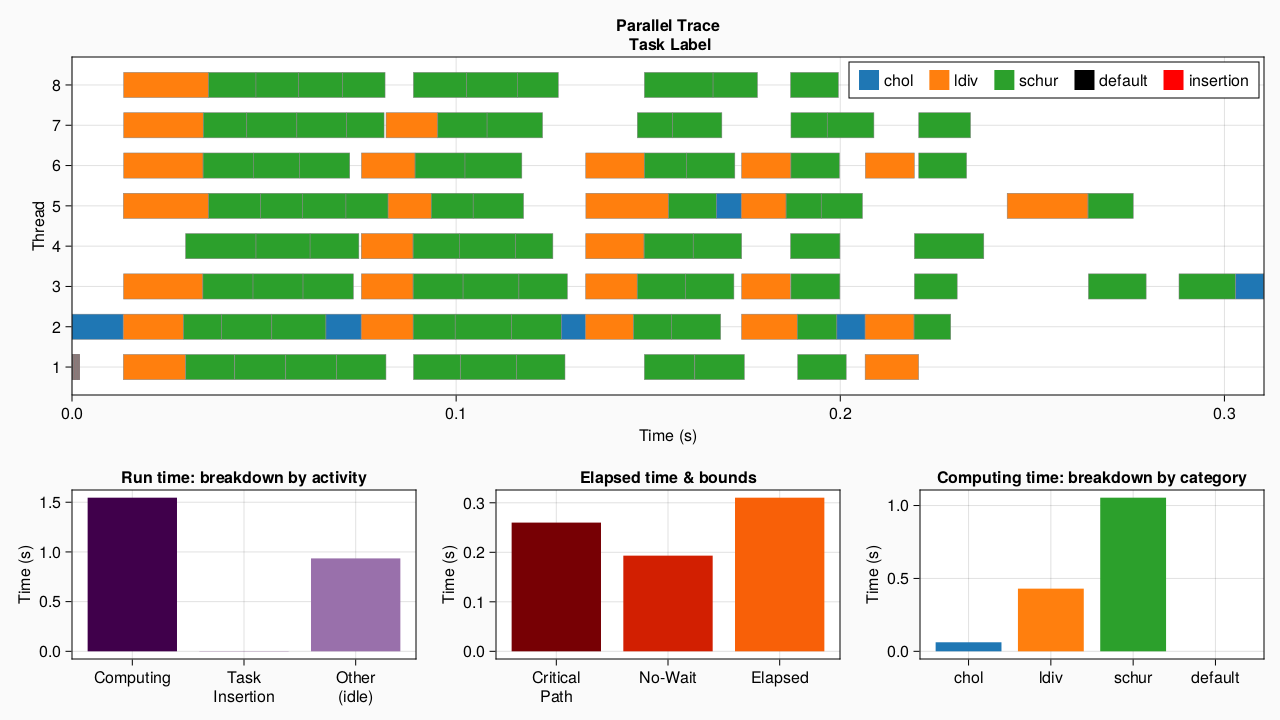 Parallel Trace
Task Label
chol
ldiv
schur
default
insertion
Thread
8
7
6
5
4
3
2
1
0.0
0.1
0.2
0.3
Time (s)
Run time: breakdown by activity
Time (s)
1.5
1.0
0.5
0.0
Computing
Task
Insertion
Other
(idle)
Elapsed time & bounds
Time (s)
0.3
0.2
0.1
0.0
Critical
Path
No-Wait
Elapsed
Computing time: breakdown by category
Time (s)
1.0
0.5
0.0
chol
ldiv
schur
default